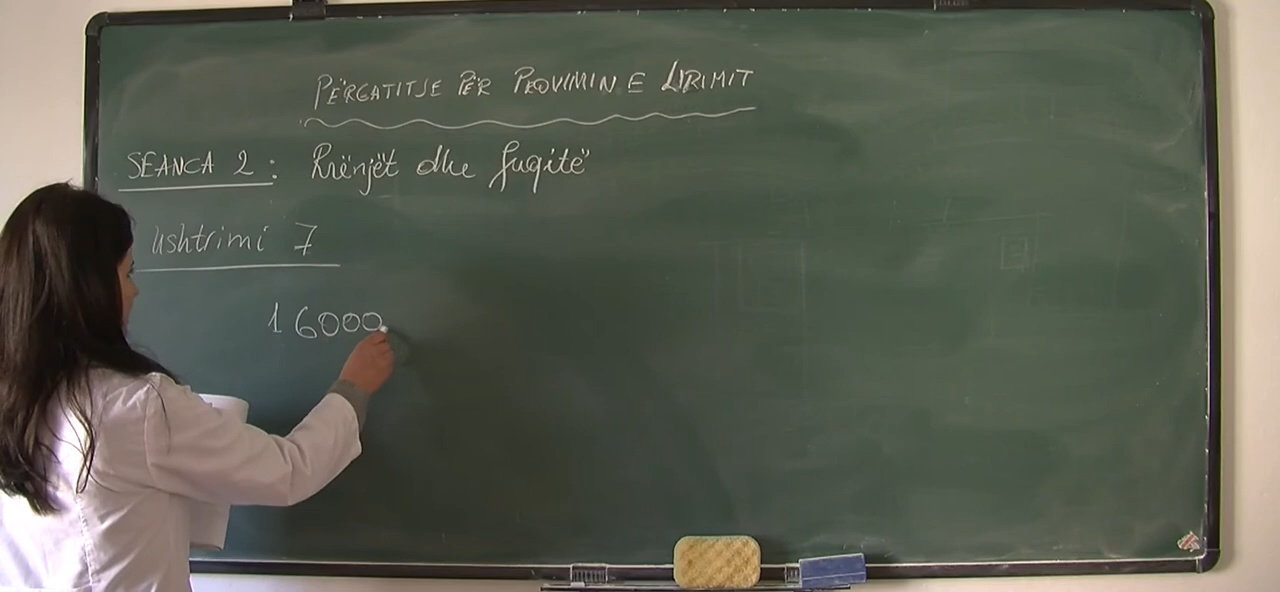 PËRGATITJE PËR PROVIMIN E LIRIMIT
SEANCA 2: Rrënjët dhe fuqitë
Ushtrimi 7
16000